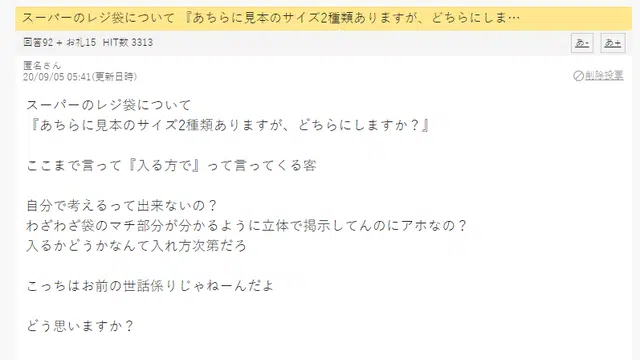 スーパーのレジ袋について 『あちらに見本のサイズ2種類ありますが、どちらにしま…
回答92 + お礼15 HIT数 3313
あ-
あ+
匿名さん
20/09/05 05:41(更新日時)
削除投票
スーパーのレジ袋について
『あちらに見本のサイズ2種類ありますが、どちらにしますか?』
ここまで言って『入る方で』って言ってくる客
自分で考えるって出来ないの?
わざわざ袋のマチ部分が分かるように立体で掲示してんのにアホなの?
入るかどうかなんて入れ方次第だろ
こっちはお前の世話係りじゃねーんだよ
どう思いますか?